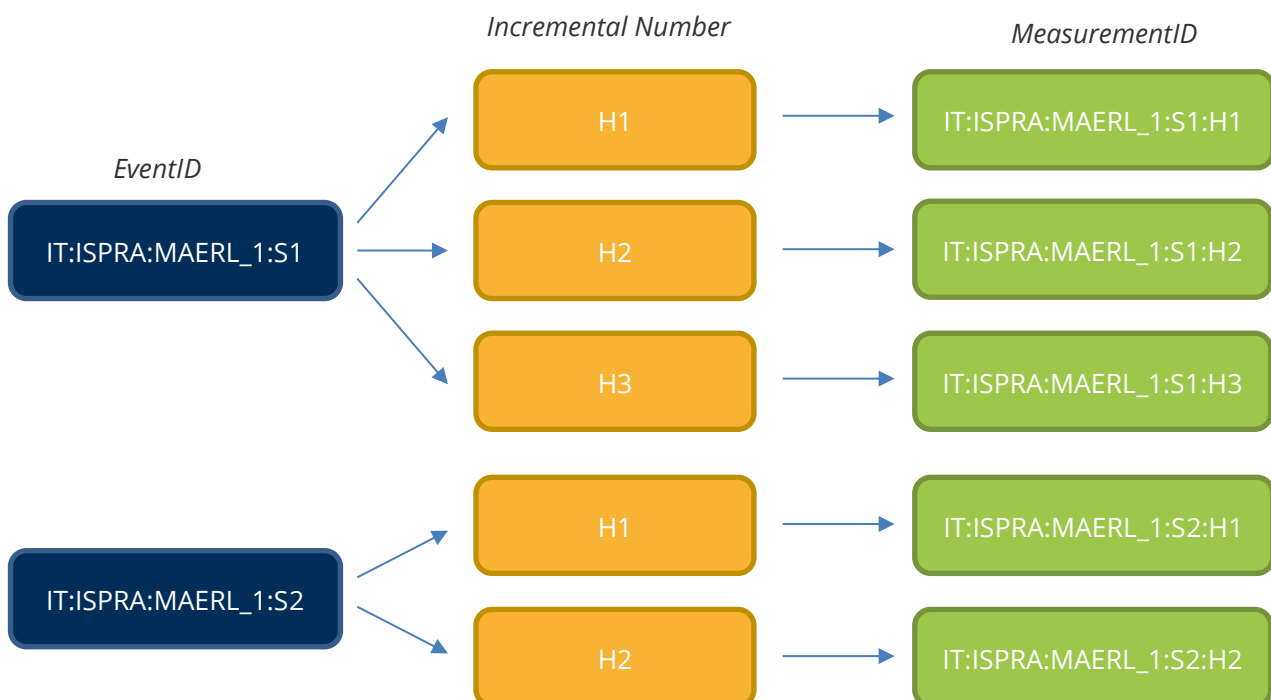 Incremental Number
MeasurementID
EventID
H1
IT:ISPRA:MAERL_1:S1:H1
IT:ISPRA:MAERL_1:S1
H2
IT:ISPRA:MAERL_1:S1:H2
H3
IT:ISPRA:MAERL_1:S1:H3
H1
IT:ISPRA:MAERL_1:S2:H1
IT:ISPRA:MAERL_1:S2
H2
IT:ISPRA:MAERL_1:S2:H2